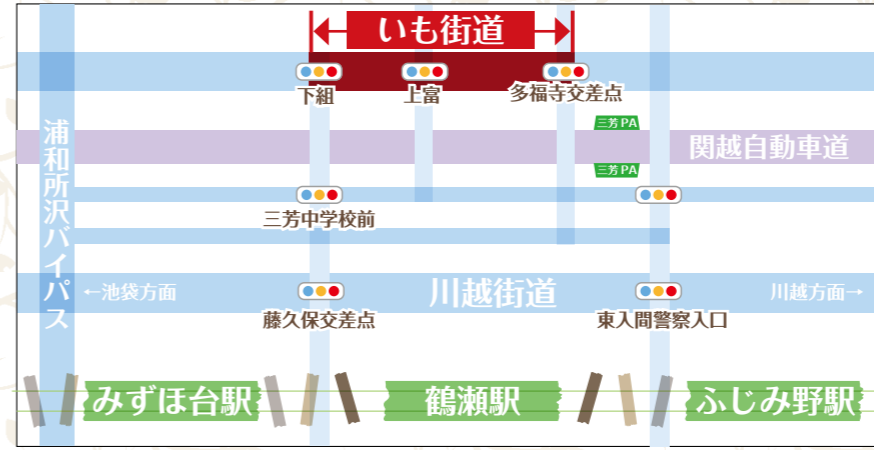 いも街道
下組
上富
多福寺交差点
三芳PA
関越自動車道
三芳PA
浦和所沢バイパス
三芳中学校前
←池袋方面
川越街道
川越方面→
藤久保交差点
東入間警察入口
みずほ台駅
鶴瀬駅
ふじみ野駅